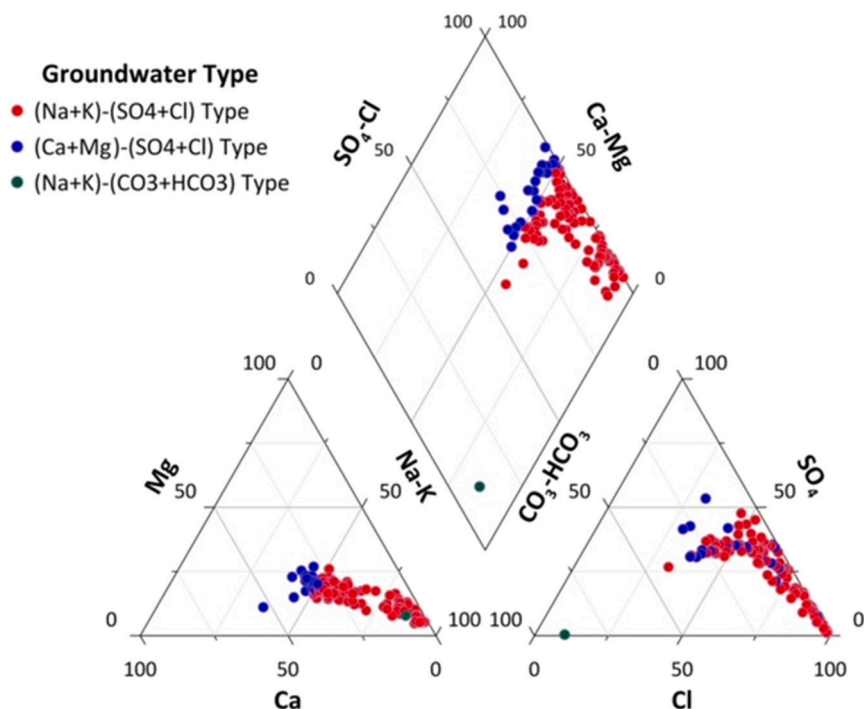 100 100
Groundwater Type
(Na+K)-(SO4+Cl) Type
(Ca+Mg)-(SO4+Cl) Type
(Na+K)-(CO3+HCO3) Type
SO₄-Cl
Ca-Mg
50
50
0
0
100
0
0
100
Mg
Na-K
CO₃-HCO₃
SO₄
50
50
50
50
0
100
100
0
100
50
0
0
50
100
Ca
Cl